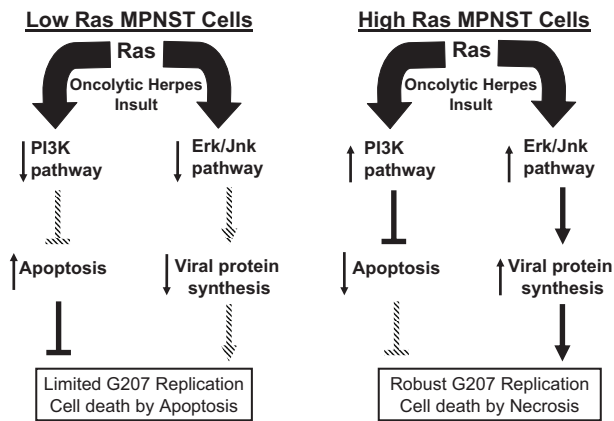 Low Ras MPNST Cells
Ras
Oncolytic Herpes
Insult
PI3K
pathway
Erk/Jnk
pathway
Apoptosis
Viral protein
synthesis
Limited G207 Replication
Cell death by Apoptosis
High Ras MPNST Cells
Ras
Oncolytic Herpes
Insult
PI3K
pathway
Erk/Jnk
pathway
Apoptosis
Viral protein
synthesis
Robust G207 Replication
Cell death by Necrosis